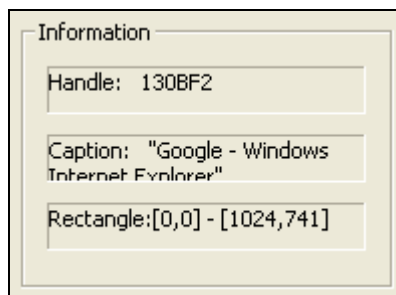 Information
Handle: 130BF2
Caption: "Google - Windows
Internet Explorer"
Rectangle:[0,0] - [1024,741]